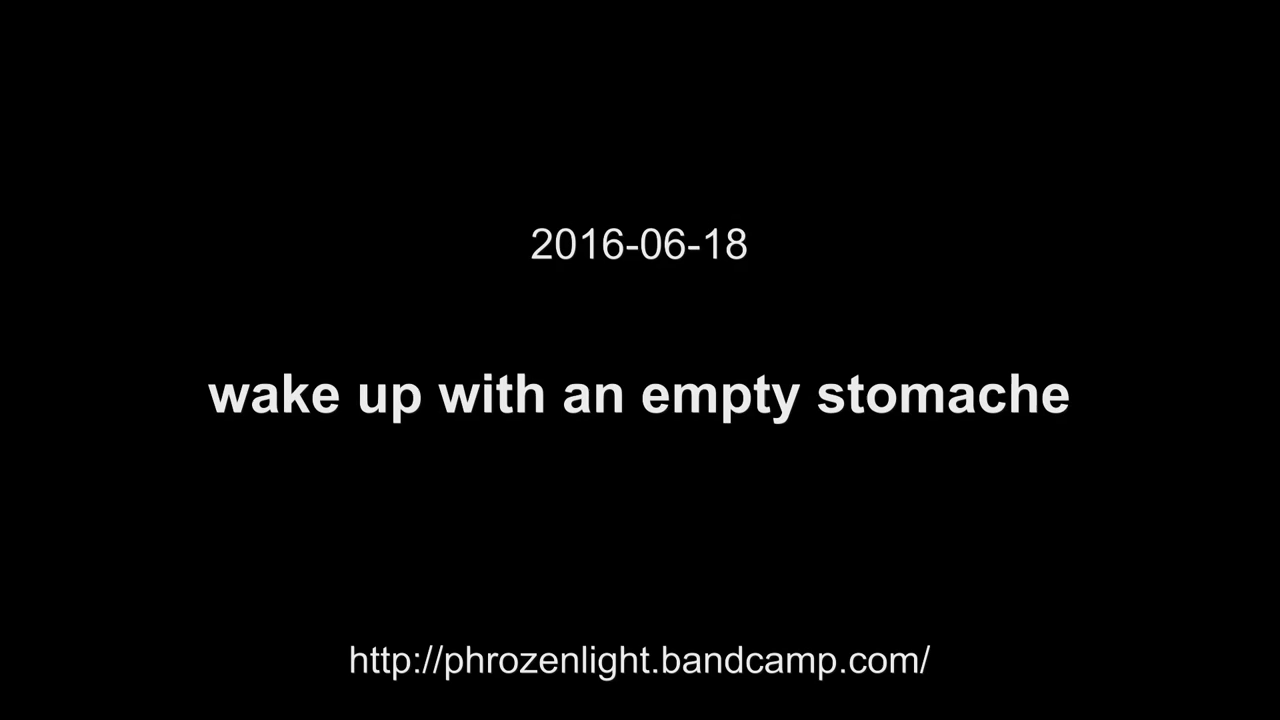 2016-06-18
wake up with an empty stomache
http://phrozenlight.bandcamp.com/